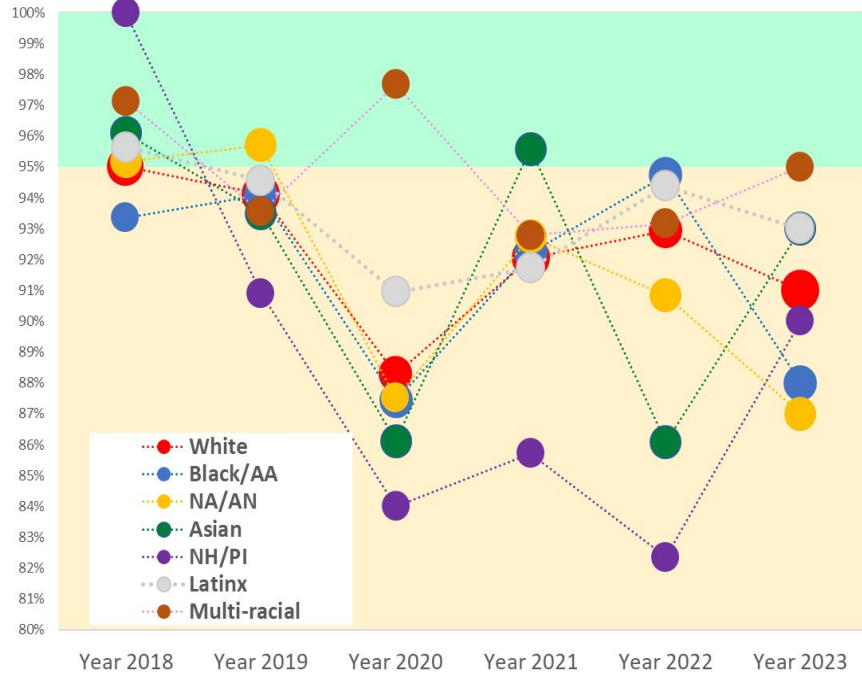 100%
99%
98%
97%
96%
95%
94%
93%
92%
91%
90%
89%
88%
87%
86%
85%
84%
83%
82%
81%
80%
White
Black/AA
NA/AN
Asian
NH/PI
Latinx
Multi-racial
Year 2018 Year 2019 Year 2020 Year 2021 Year 2022 Year 2023